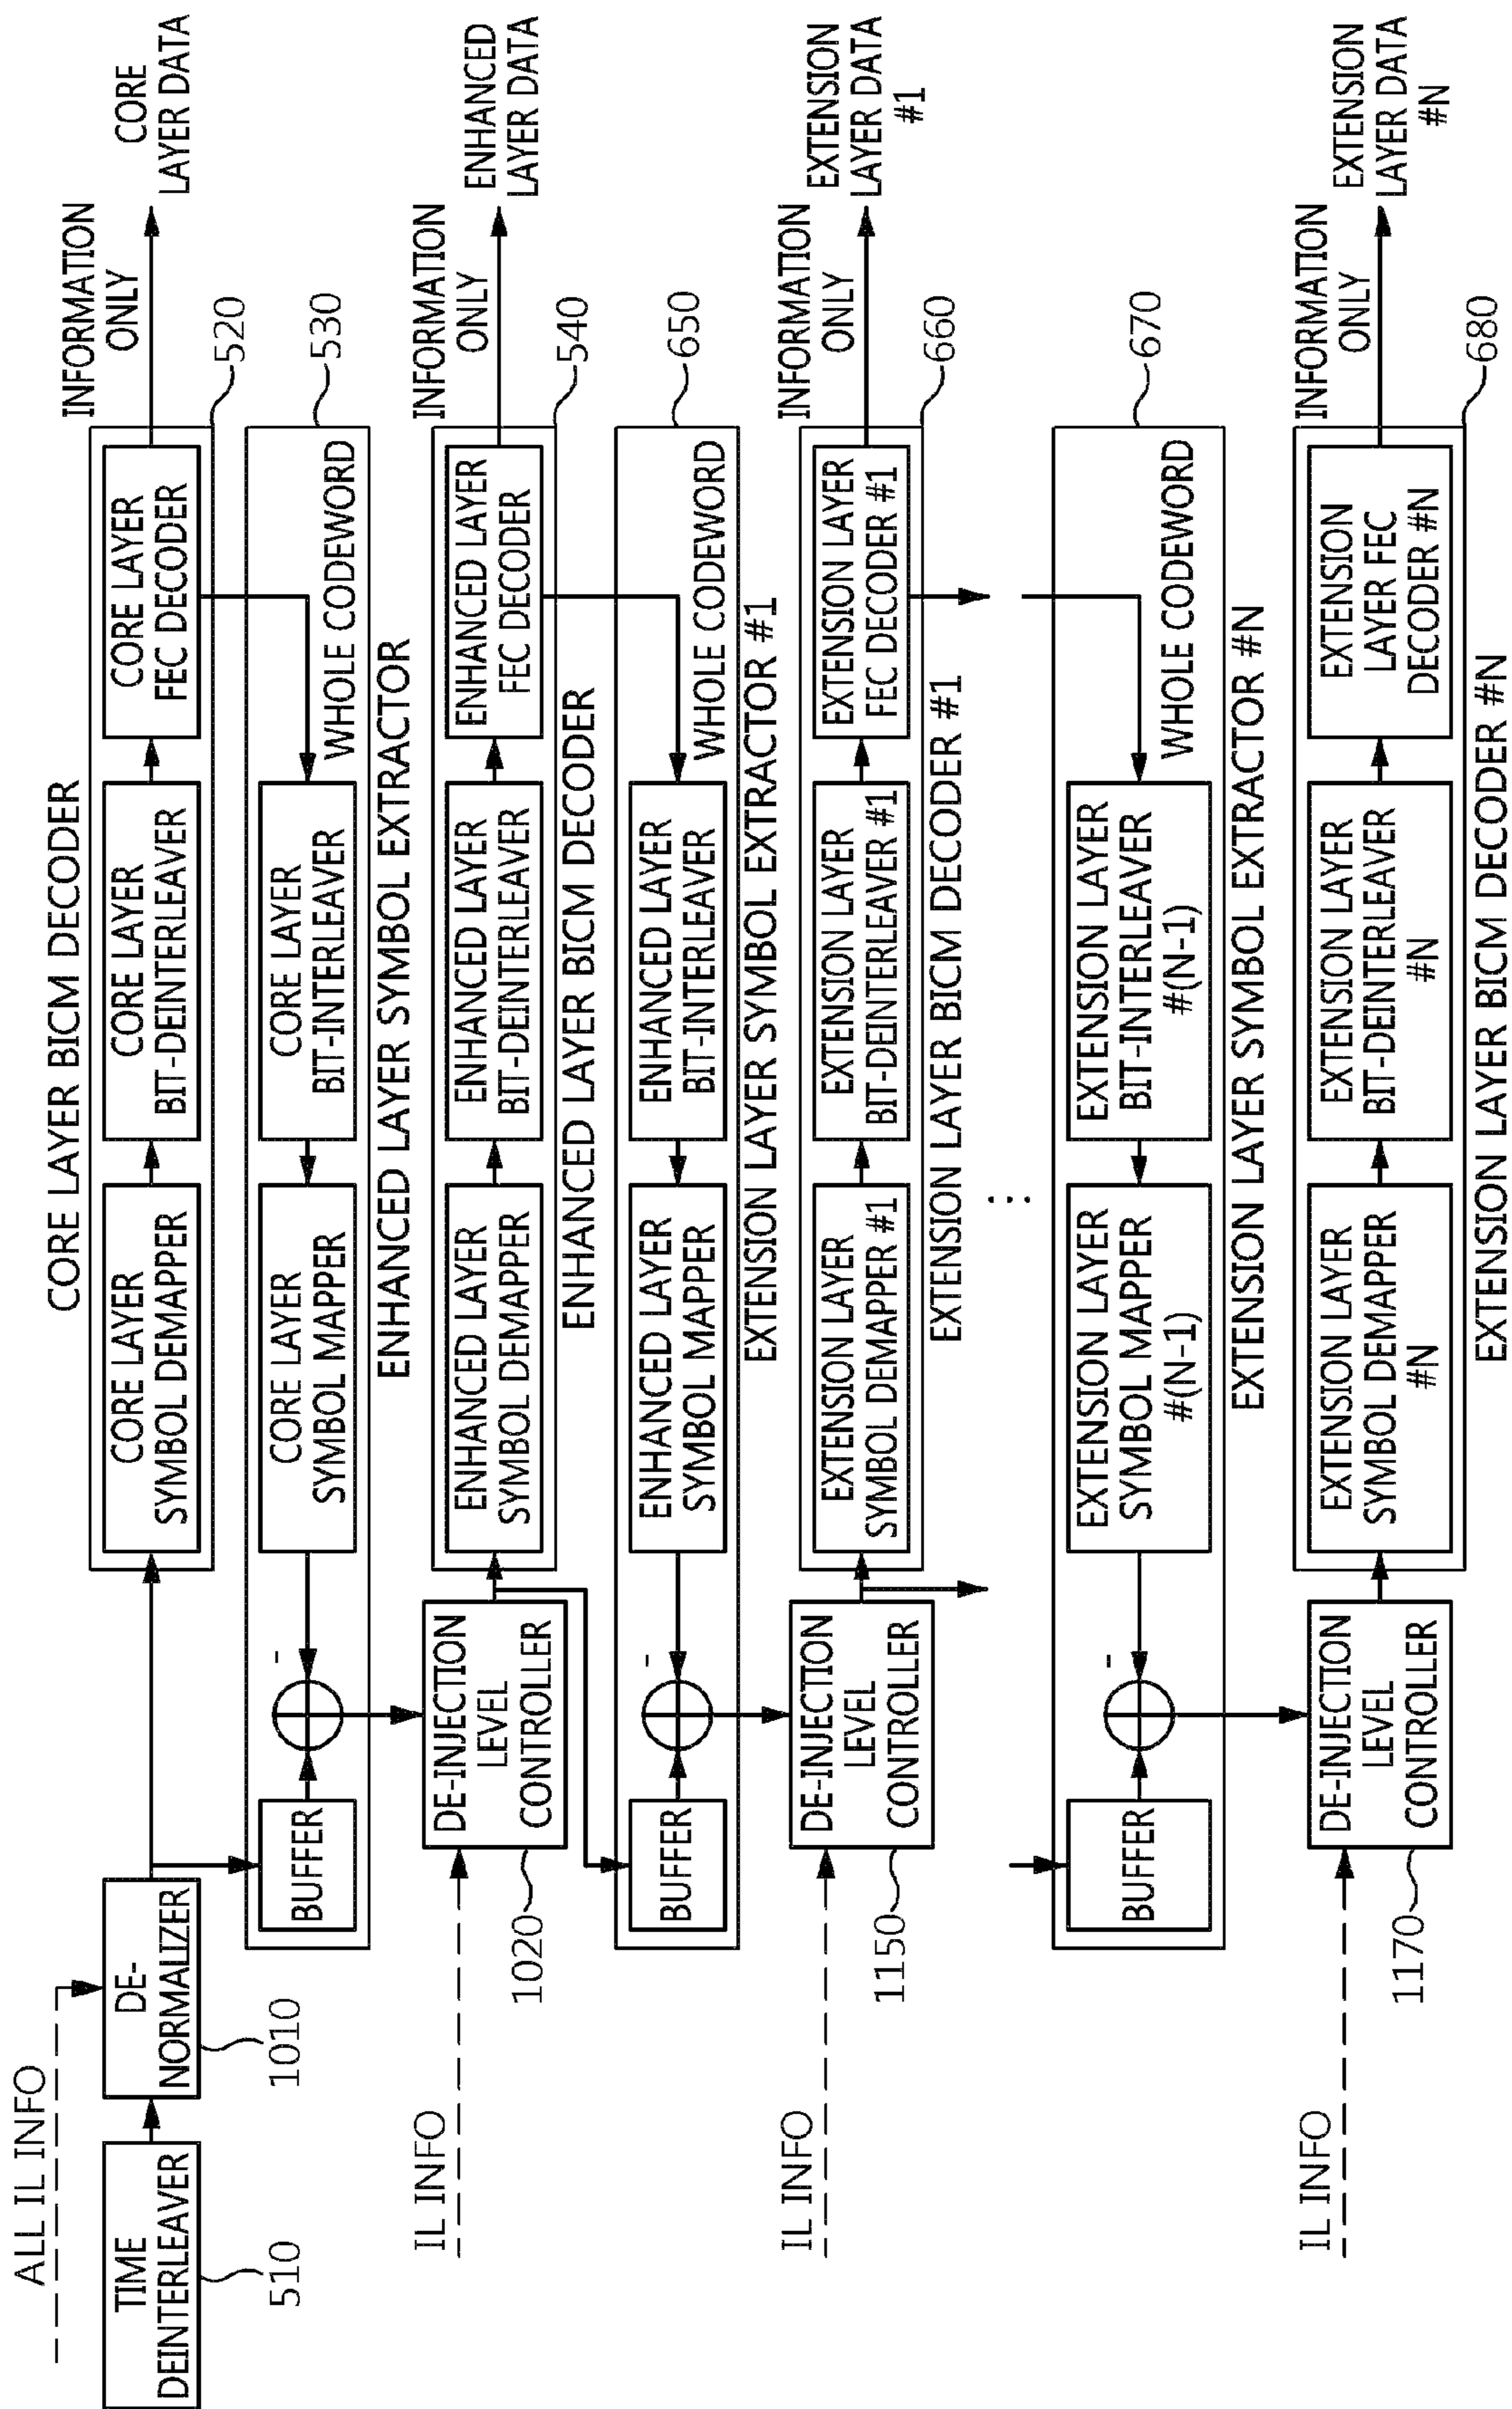 ALL IL INFO
TIME
DEINTERLEAVER
510
DE-
NORMALIZER
1010
CORE LAYER BICM DECODER
CORE LAYER
SYMBOL DEMAPPER
CORE LAYER
BIT-DEINTERLEAVER
CORE LAYER
FEC DECODER
INFORMATION
ONLY
CORE
LAYER DATA
520
BUFFER
-
CORE LAYER
SYMBOL MAPPER
CORE LAYER
BIT-INTERLEAVER
WHOLE CODEWORD
530
ENHANCED LAYER SYMBOL EXTRACTOR
IL INFO
DE-INJECTION
LEVEL
CONTROLLER
1020
ENHANCED LAYER
SYMBOL DEMAPPER
ENHANCED LAYER
BIT-DEINTERLEAVER
ENHANCED LAYER
FEC DECODER
INFORMATION
ONLY
ENHANCED
LAYER DATA
540
ENHANCED LAYER BICM DECODER
BUFFER
-
ENHANCED LAYER
SYMBOL MAPPER
ENHANCED LAYER
BIT-INTERLEAVER
WHOLE CODEWORD
650
EXTENSION LAYER SYMBOL EXTRACTOR #1
IL INFO
DE-INJECTION
LEVEL
CONTROLLER
1150
EXTENSION LAYER
SYMBOL DEMAPPER #1
EXTENSION LAYER
BIT-DEINTERLEAVER #1
EXTENSION LAYER
FEC DECODER #1
INFORMATION
ONLY
EXTENSION
LAYER DATA
#1
660
EXTENSION LAYER BICM DECODER #1
...
BUFFER
-
EXTENSION LAYER
SYMBOL MAPPER
#(N-1)
EXTENSION LAYER
BIT-INTERLEAVER
#(N-1)
WHOLE CODEWORD
670
EXTENSION LAYER SYMBOL EXTRACTOR #N
IL INFO
DE-INJECTION
LEVEL
CONTROLLER
1170
EXTENSION LAYER
SYMBOL DEMAPPER
#N
EXTENSION LAYER
BIT-DEINTERLEAVER
#N
EXTENSION
LAYER FEC
DECODER #N
INFORMATION
ONLY
EXTENSION
LAYER DATA
#N
680
EXTENSION LAYER BICM DECODER #N